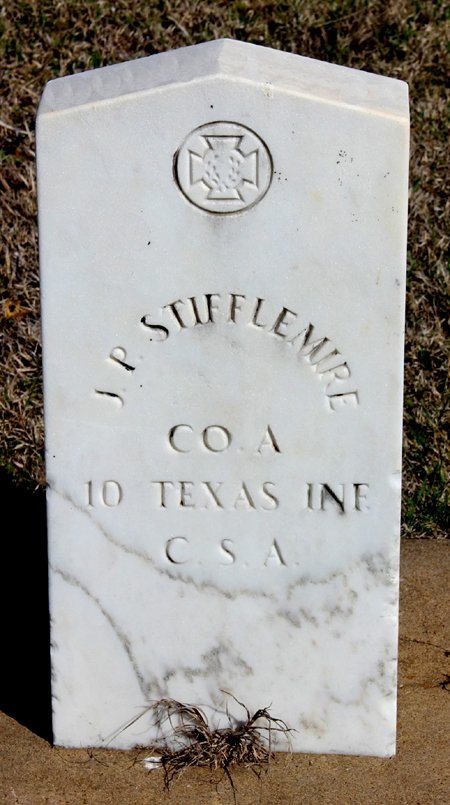 J. P. STIFFLEMIRE
CO. A
10 TEXAS INF.
C. S. A.